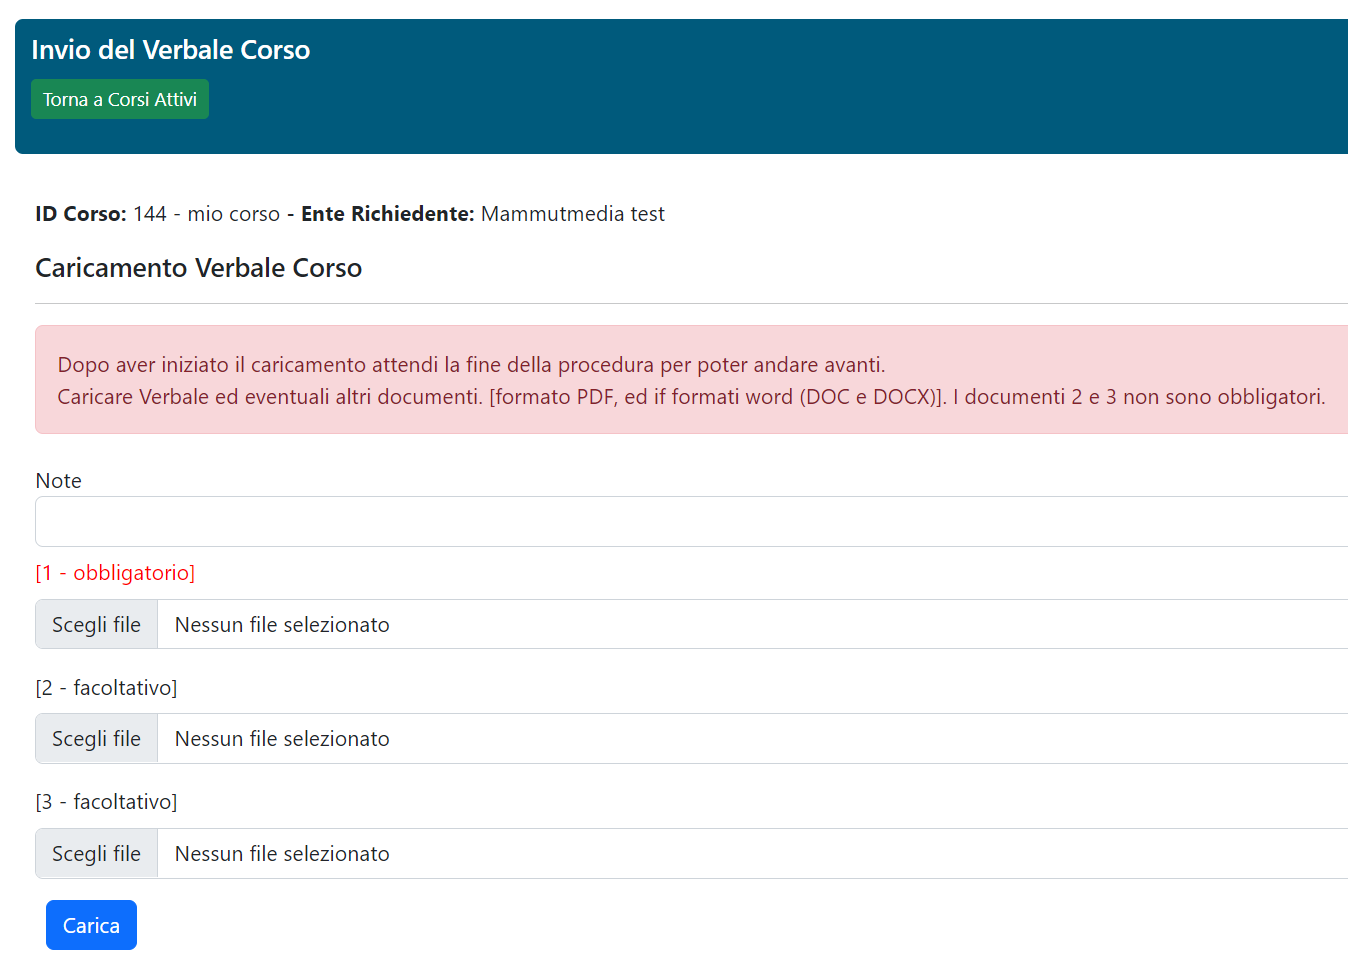 Invio del Verbale Corso
Torna a Corsi Attivi
ID Corso: 144 - mio corso - Ente Richiedente: Mammutmedia test
Caricamento Verbale Corso
Dopo aver iniziato il caricamento attendi la fine della procedura per poter andare avanti.
Caricare Verbale ed eventuali altri documenti. [formato PDF, ed if formati word (DOC e DOCX)]. I documenti 2 e 3 non sono obbligatori.
Note
[1 - obbligatorio]
Scegli file Nessun file selezionato
[2 - facoltativo]
Scegli file Nessun file selezionato
[3 - facoltativo]
Scegli file Nessun file selezionato
Carica